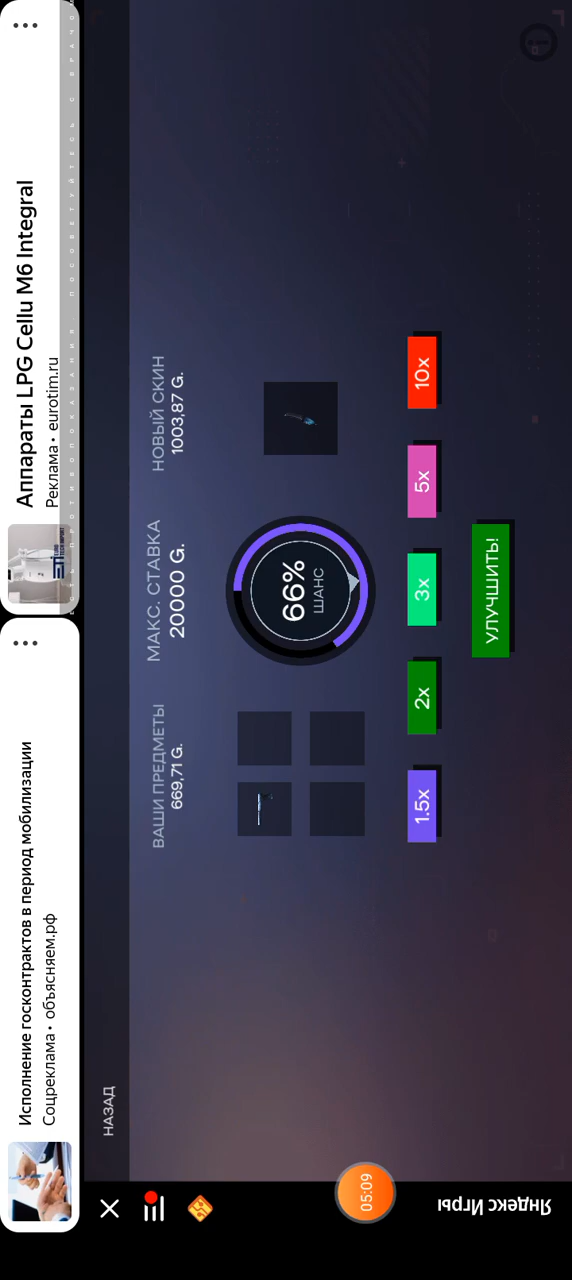 Исполнение госконтрактов в период мобилизации
Соцреклама • объясняем.рф
Аппараты LPG Cellu M6 Integral
Реклама • eurotim.ru
НАЗАД
ВАШИ ПРЕДМЕТЫ
669,71 G.
МАКС. СТАВКА
20000 G.
НОВЫЙ СКИН
1003,87 G.
66%
ШАНС
1.5x
2x
3x
5x
10x
УЛУЧШИТЬ!
05:09
Яндекс Игры